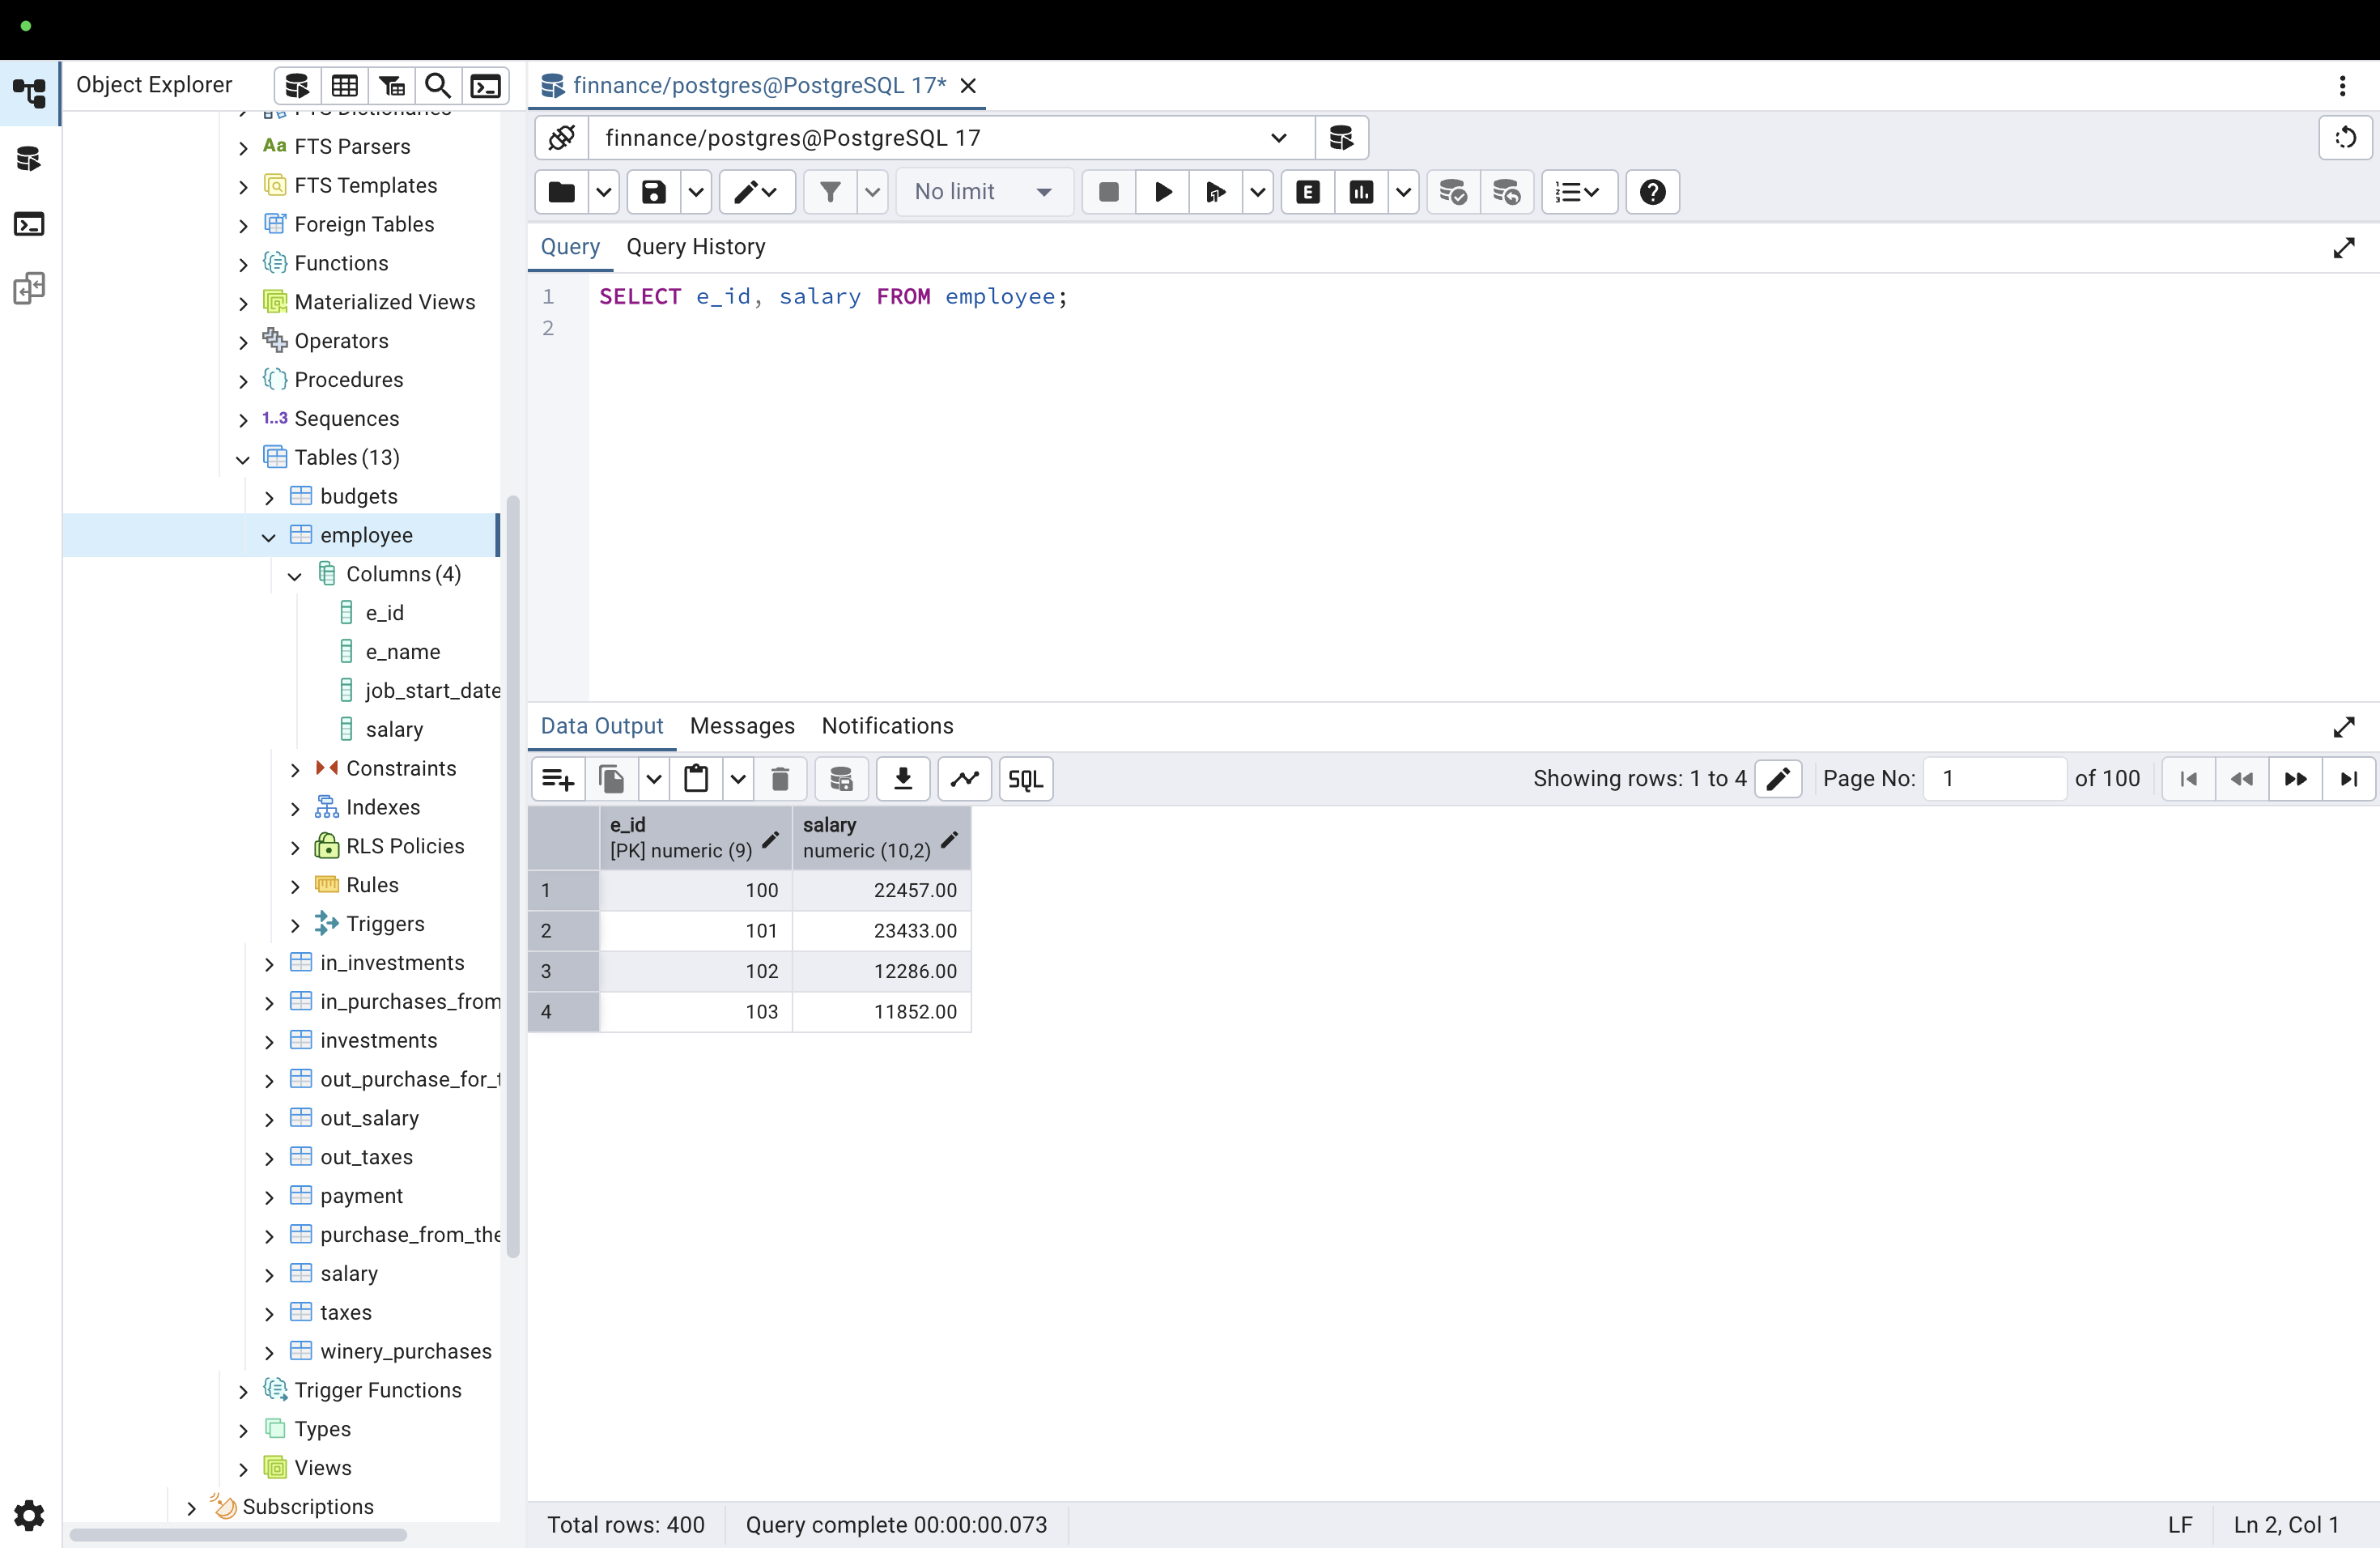 Object Explorer
FTS Dictionaries
Aa FTS Parsers
FTS Templates
Foreign Tables
Functions
Materialized Views
Operators
Procedures
1..3 Sequences
Tables (13)
budgets
employee
Columns (4)
e_id
e_name
job_start_date
salary
Constraints
Indexes
RLS Policies
Rules
Triggers
in_investments
in_purchases_from
investments
out_purchase_for_t
out_salary
out_taxes
payment
purchase_from_the
salary
taxes
winery_purchases
Trigger Functions
Types
Views
Subscriptions
finnance/postgres@PostgreSQL 17*
finnance/postgres@PostgreSQL 17
No limit
E
Query Query History
1 SELECT e_id, salary FROM employee;
2
Data Output Messages Notifications
SQL Showing rows: 1 to 4 Page No: 1 of 100
e_id salary
[PK] numeric (9) numeric (10,2)
1 100 22457.00
2 101 23433.00
3 102 12286.00
4 103 11852.00
Total rows: 400 Query complete 00:00:00.073 LF Ln 2, Col 1